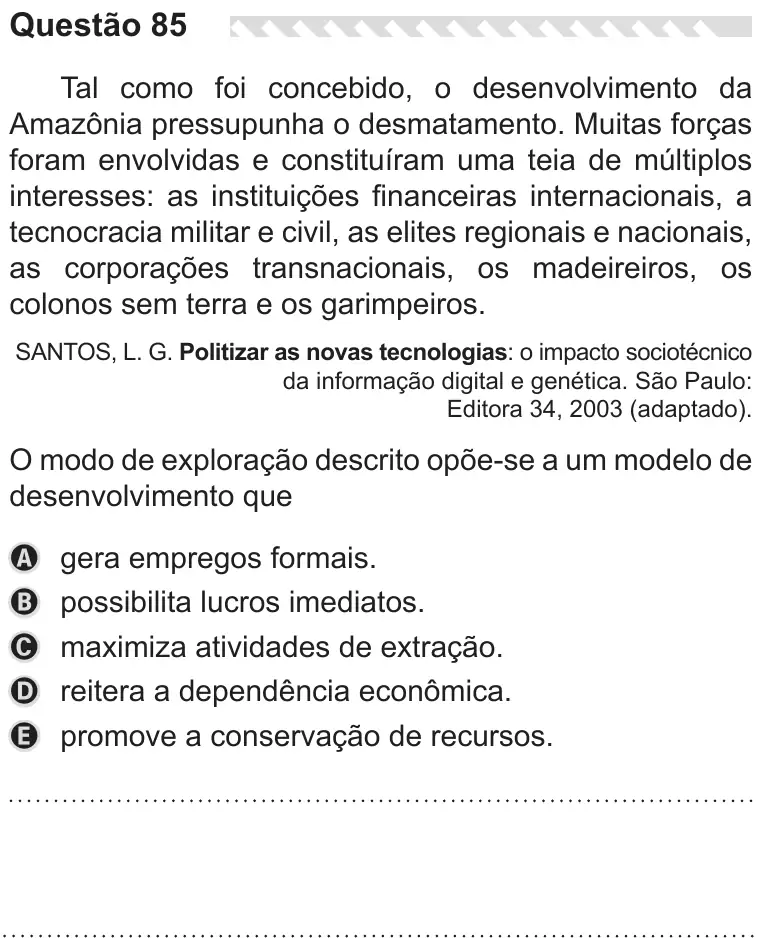 Questão 85
Tal como foi concebido, o desenvolvimento da
Amazônia pressupunha o desmatamento. Muitas forças
foram envolvidas e constituíram uma teia de múltiplos
interesses: as instituições financeiras internacionais, a
tecnocracia militar e civil, as elites regionais e nacionais,
as corporações transnacionais, os madeireiros, os
colonos sem terra e os garimpeiros.
SANTOS, L. G. Politizar as novas tecnologias: o impacto sociotécnico
da informação digital e genética. São Paulo:
Editora 34, 2003 (adaptado).
O modo de exploração descrito opõe-se a um modelo de
desenvolvimento que
A gera empregos formais.
B possibilita lucros imediatos.
C maximiza atividades de extração.
D reitera a dependência econômica.
E promove a conservação de recursos.